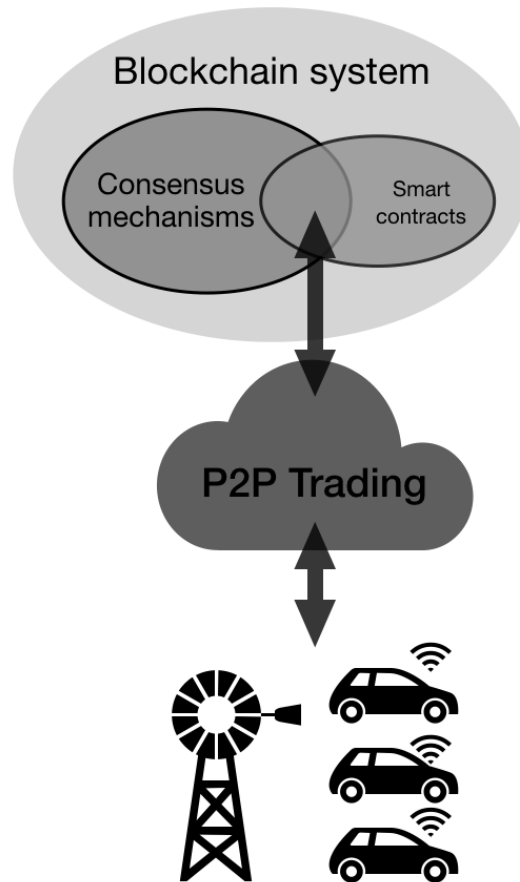 Blockchain system
Consensus
mechanisms
Smart
contracts
P2P Trading